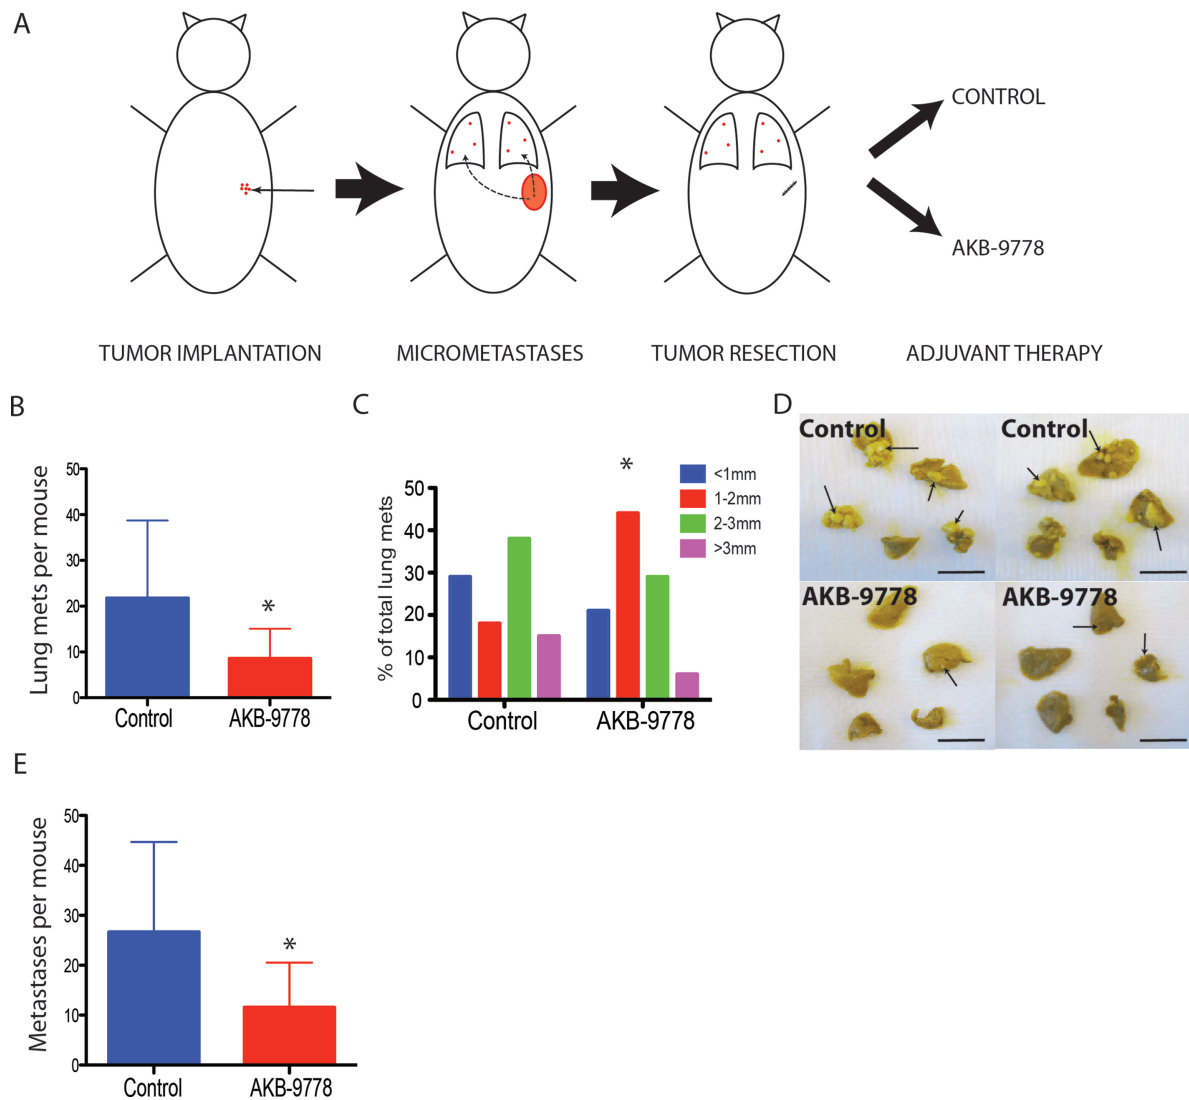 A
CONTROL
AKB-9778
TUMOR IMPLANTATION
MICROMETASTASES
TUMOR RESECTION
ADJUVANT THERAPY
B
Lung mets per mouse
50
40
30
20
10
0
*
Control
AKB-9778
C
% of total lung mets
50
40
30
20
10
0
*
<1mm
1-2mm
2-3mm
>3mm
Control
AKB-9778
D
Control
Control
AKB-9778
AKB-9778
E
Metastases per mouse
50
40
30
20
10
0
*
Control
AKB-9778